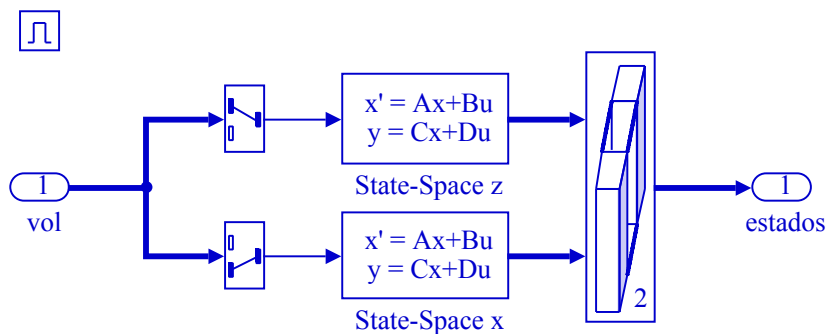 x' = Ax+Bu
y = Cx+Du
State-Space z
1
vol
x' = Ax+Bu
y = Cx+Du
State-Space x
2
1
estados